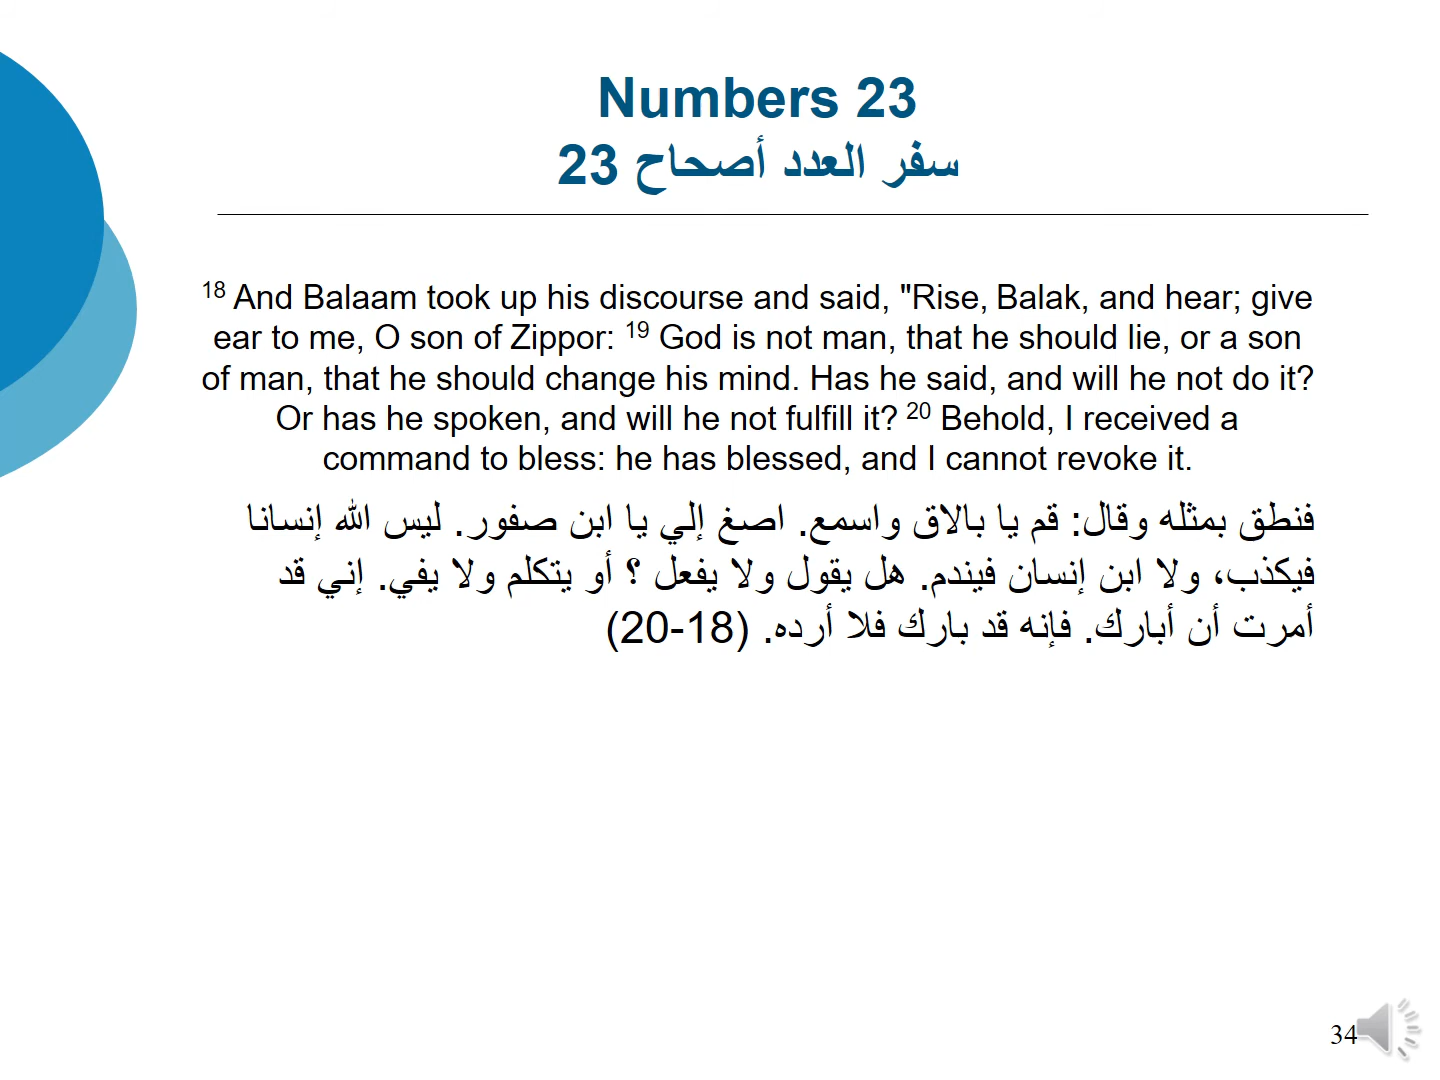 Numbers 23
سفر العدد أصحاح 23
18 And Balaam took up his discourse and said, "Rise, Balak, and hear; give
ear to me, O son of Zippor: 19 God is not man, that he should lie, or a son
of man, that he should change his mind. Has he said, and will he not do it?
Or has he spoken, and will he not fulfill it? 20 Behold, I received a
command to bless: he has blessed, and I cannot revoke it.
فنطق بمثله وقال: قم يا بالاق واسمع. اصغ إلي يا ابن صفور. ليس الله إنسانا
فيكذب، ولا ابن إنسان فيندم. هل يقول ولا يفعل ؟ أو يتكلم ولا يفي. إني قد
أمرت أن أبارك. فإنه قد بارك فلا أرده. (18-20)
34